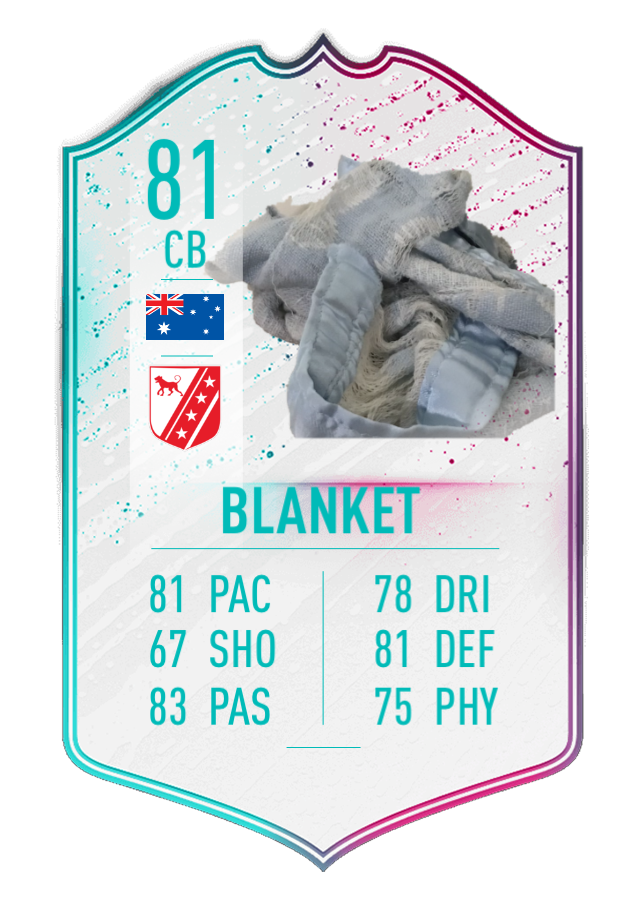 81
CB
BLANKET
81 PAC
78 DRI
67 SHO
81 DEF
83 PAS
75 PHY